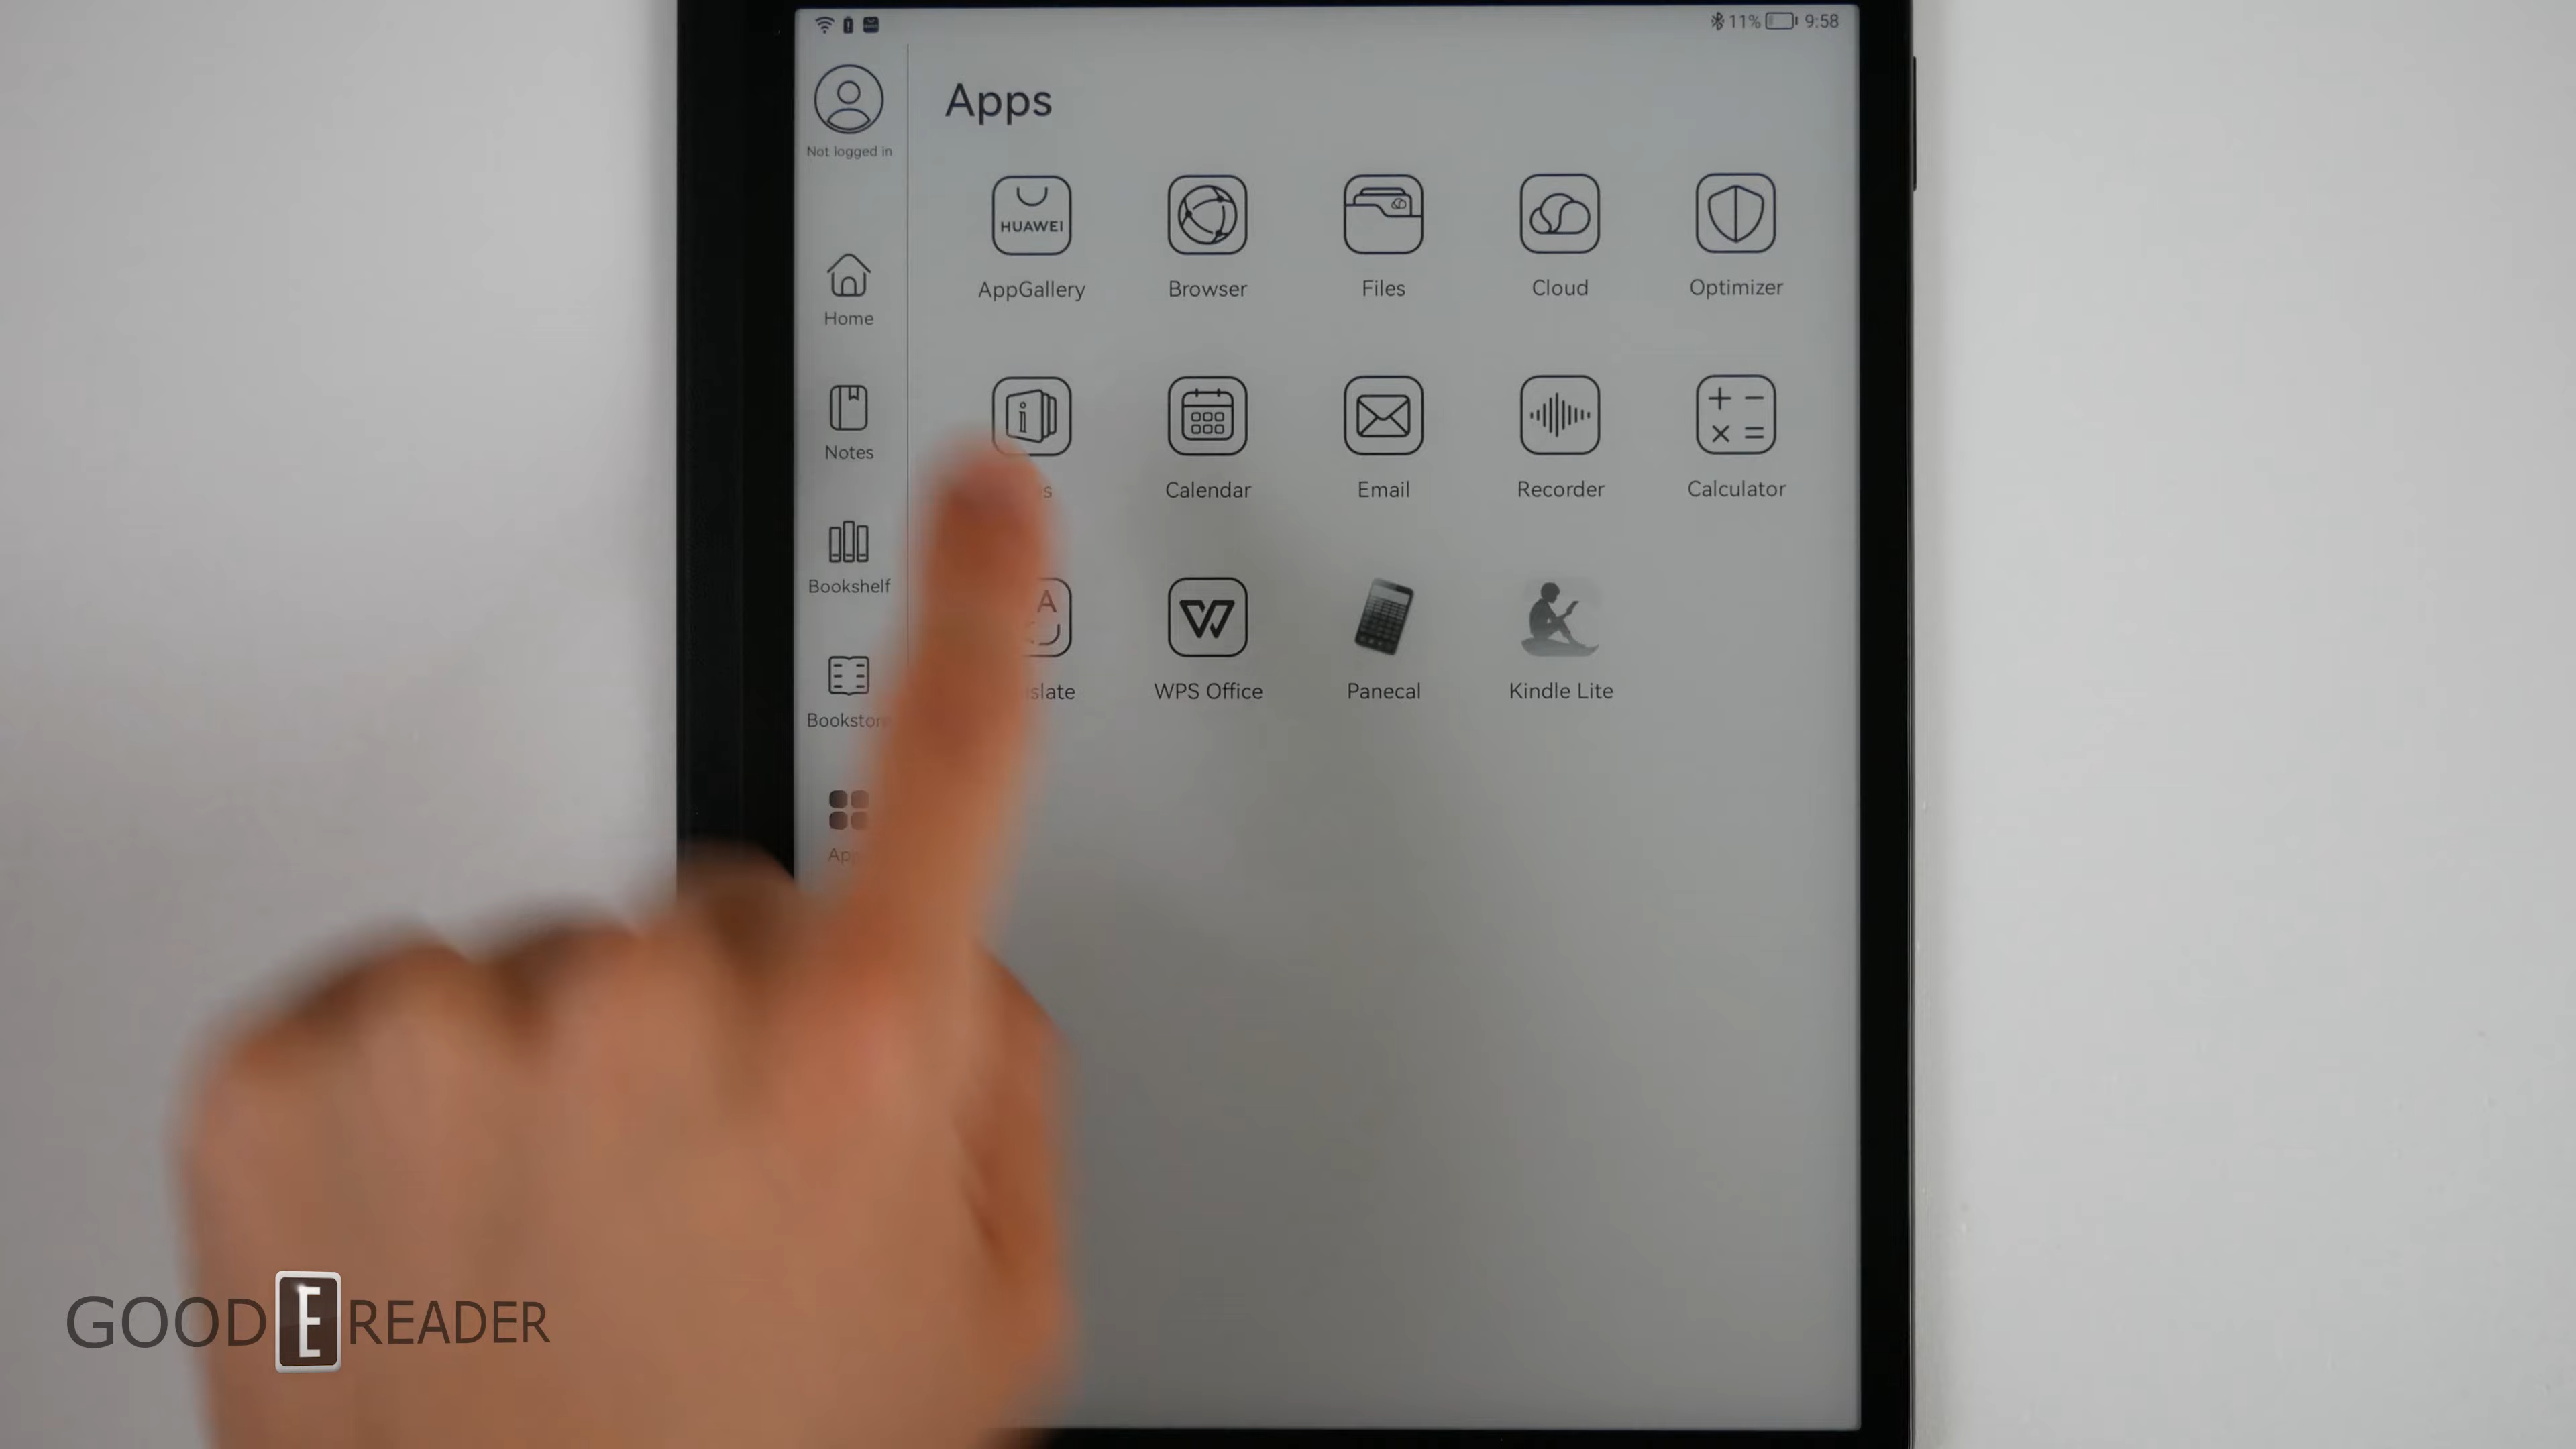 11% 9:58
Not logged in
Apps
HUAWEI
AppGallery
Browser
Files
Cloud
Optimizer
Home
Notes
Calendar
Email
Recorder
Calculator
Bookshelf
A
WPS Office
Panecal
Kindle Lite
GOOD E READER